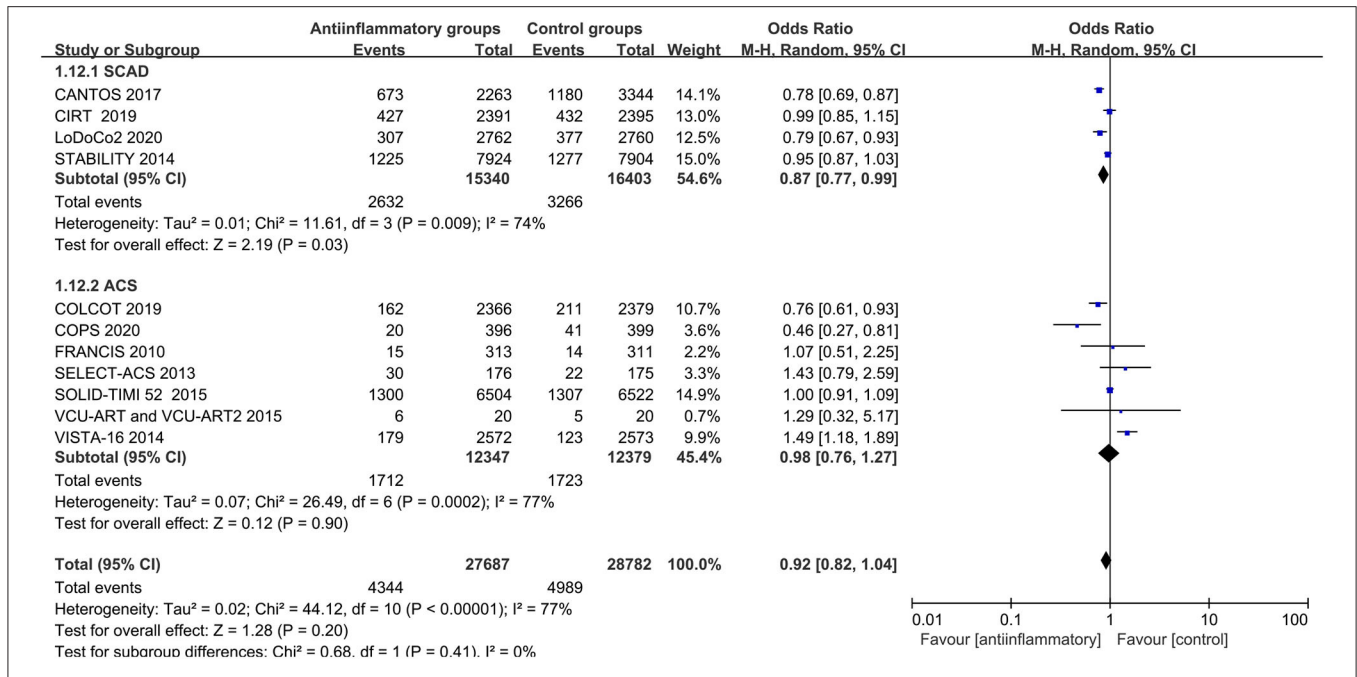 Antiinflammatory groups Control groups Odds Ratio Odds Ratio
Study or Subgroup Events Total Events Total Weight M-H, Random, 95% CI M-H, Random, 95% CI
1.12.1 SCAD
CANTOS 2017 673 2263 1180 3344 14.1% 0.78 [0.69, 0.87]
CIRT 2019 427 2391 432 2395 13.0% 0.99 [0.85, 1.15]
LoDoCo2 2020 307 2762 377 2760 12.5% 0.79 [0.67, 0.93]
STABILITY 2014 1225 7924 1277 7904 15.0% 0.95 [0.87, 1.03]
Subtotal (95% CI) 15340 16403 54.6% 0.87 [0.77, 0.99]
Total events 2632 3266
Heterogeneity: Tau² = 0.01; Chi² = 11.61, df = 3 (P = 0.009); I² = 74%
Test for overall effect: Z = 2.19 (P = 0.03)
1.12.2 ACS
COLCOT 2019 162 2366 211 2379 10.7% 0.76 [0.61, 0.93]
COPS 2020 20 396 41 399 3.6% 0.46 [0.27, 0.81]
FRANCIS 2010 15 313 14 311 2.2% 1.07 [0.51, 2.25]
SELECT-ACS 2013 30 176 22 175 3.3% 1.43 [0.79, 2.59]
SOLID-TIMI 52 2015 1300 6504 1307 6522 14.9% 1.00 [0.91, 1.09]
VCU-ART and VCU-ART2 2015 6 20 5 20 0.7% 1.29 [0.32, 5.17]
VISTA-16 2014 179 2572 123 2573 9.9% 1.49 [1.18, 1.89]
Subtotal (95% CI) 12347 12379 45.4% 0.98 [0.76, 1.27]
Total events 1712 1723
Heterogeneity: Tau² = 0.07; Chi² = 26.49, df = 6 (P = 0.0002); I² = 77%
Test for overall effect: Z = 0.12 (P = 0.90)
Total (95% CI) 27687 28782 100.0% 0.92 [0.82, 1.04]
Total events 4344 4989
Heterogeneity: Tau² = 0.02; Chi² = 44.12, df = 10 (P < 0.00001); I² = 77%
Test for overall effect: Z = 1.28 (P = 0.20)
Test for subgroup differences: Chi² = 0.68, df = 1 (P = 0.41), I² = 0%
0.01 0.1 1 10 100
Favour [antiinflammatory] Favour [control]